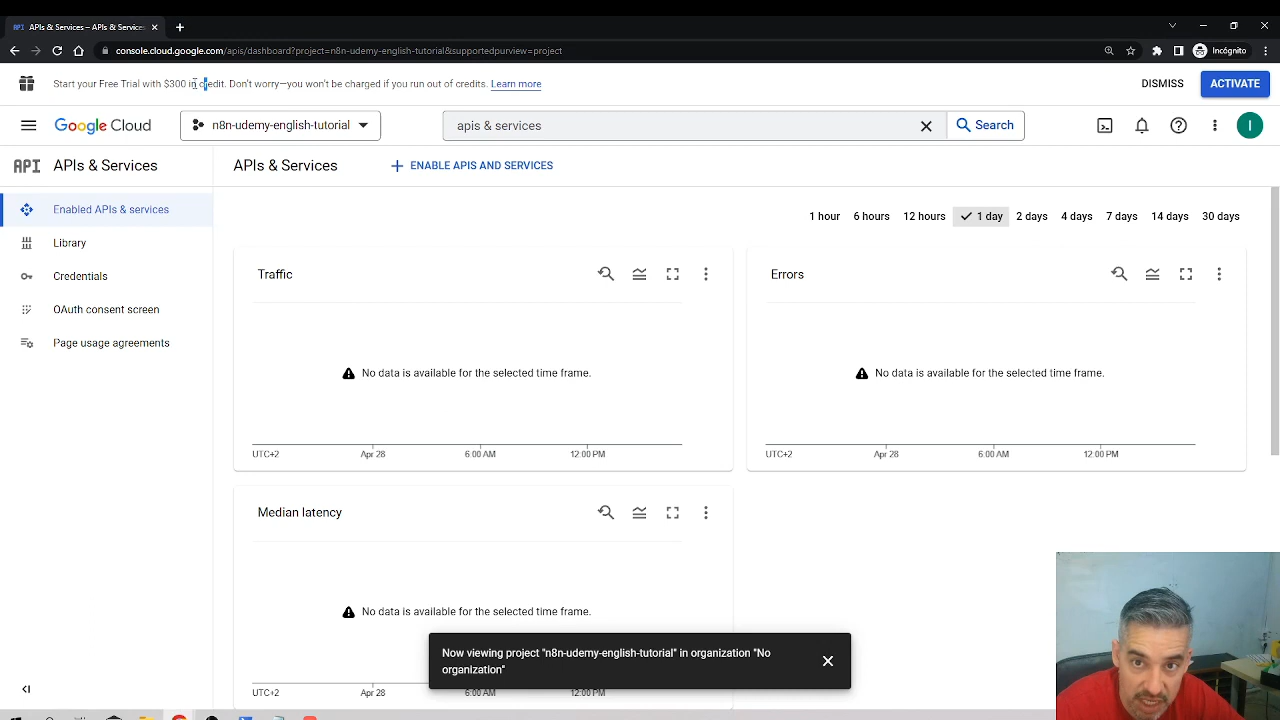 API APIs & Services – APIs & Services
console.cloud.google.com/apis/dashboard?project=n8n-udemy-english-tutorial&supportedpurview=project
Incógnito
Start your Free Trial with $300 in credit. Don't worry—you won't be charged if you run out of credits. Learn more
DISMISS
ACTIVATE
Google Cloud
n8n-udemy-english-tutorial
apis & services
Search
I
API APIs & Services
APIs & Services
ENABLE APIS AND SERVICES
Enabled APIs & services
Library
Credentials
OAuth consent screen
Page usage agreements
1 hour 6 hours 12 hours 1 day 2 days 4 days 7 days 14 days 30 days
Traffic
No data is available for the selected time frame.
UTC+2 Apr 28 6:00 AM 12:00 PM
Errors
No data is available for the selected time frame.
UTC+2 Apr 28 6:00 AM 12:00 PM
Median latency
No data is available for the selected time frame.
UTC+2 Apr 28 6:00 AM 12:00 PM
Now viewing project "n8n-udemy-english-tutorial" in organization "No
organization"